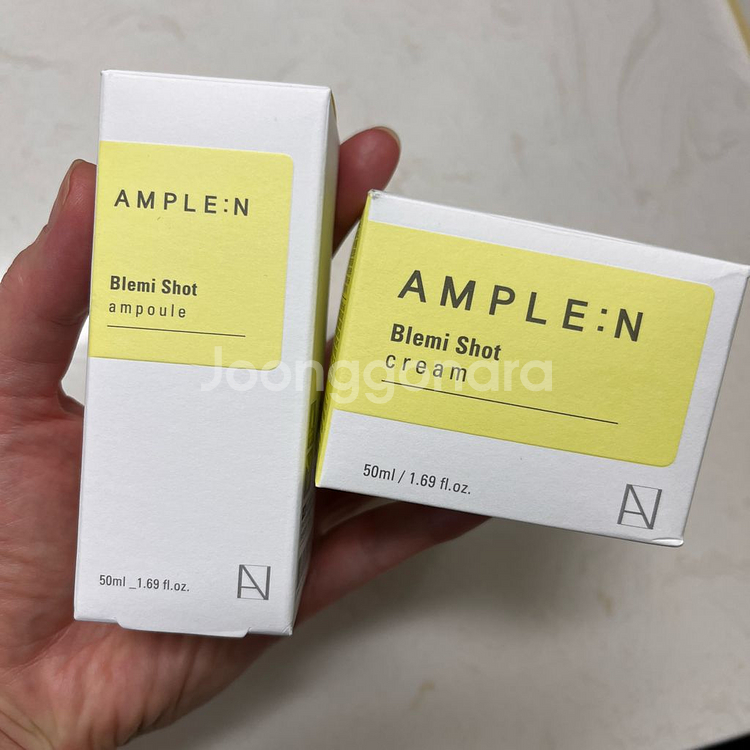 AMPLE:N
Blemi Shot
ampoule
50ml _1.69 fl.oz.
AMPLE:N
Blemi Shot
cream
50ml / 1.69 fl.oz.
Joonggonara